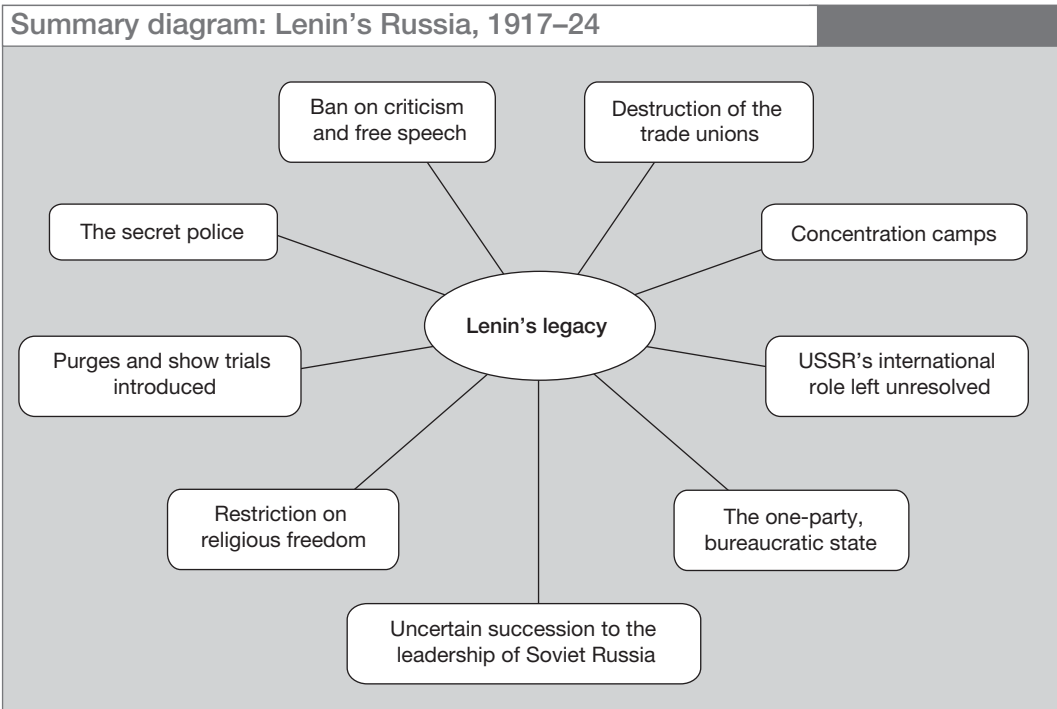 Summary diagram: Lenin’s Russia, 1917–24
Ban on criticism
and free speech
Destruction of the
trade unions
The secret police
Concentration camps
Lenin’s legacy
Purges and show trials
introduced
USSR’s international
role left unresolved
Restriction on
religious freedom
The one-party,
bureaucratic state
Uncertain succession to the
leadership of Soviet Russia